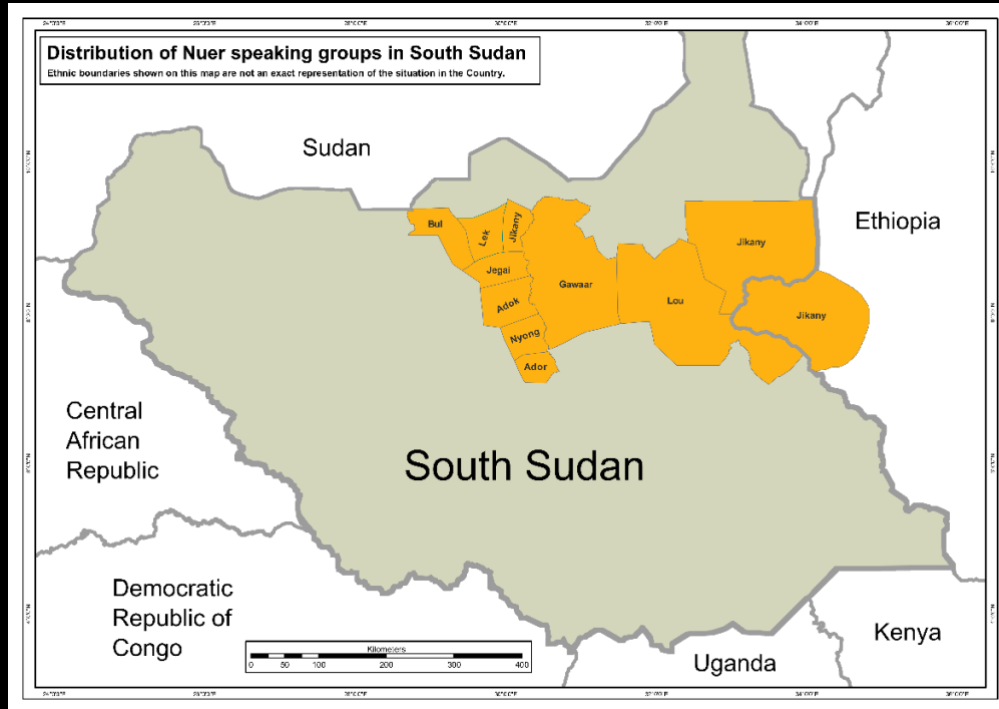 Distribution of Nuer speaking groups in South Sudan
Ethnic boundaries shown on this map are not an exact representation of the situation in the Country.
Sudan
Ethiopia
Bul
Lek
Jikany
Jikany
Jegai
Gawaar
Lou
Jikany
Adok
Nyong
Ador
Central
African
Republic
South Sudan
Democratic
Republic of
Congo
Kenya
Uganda
Kilometers
0 50 100 200 300 400